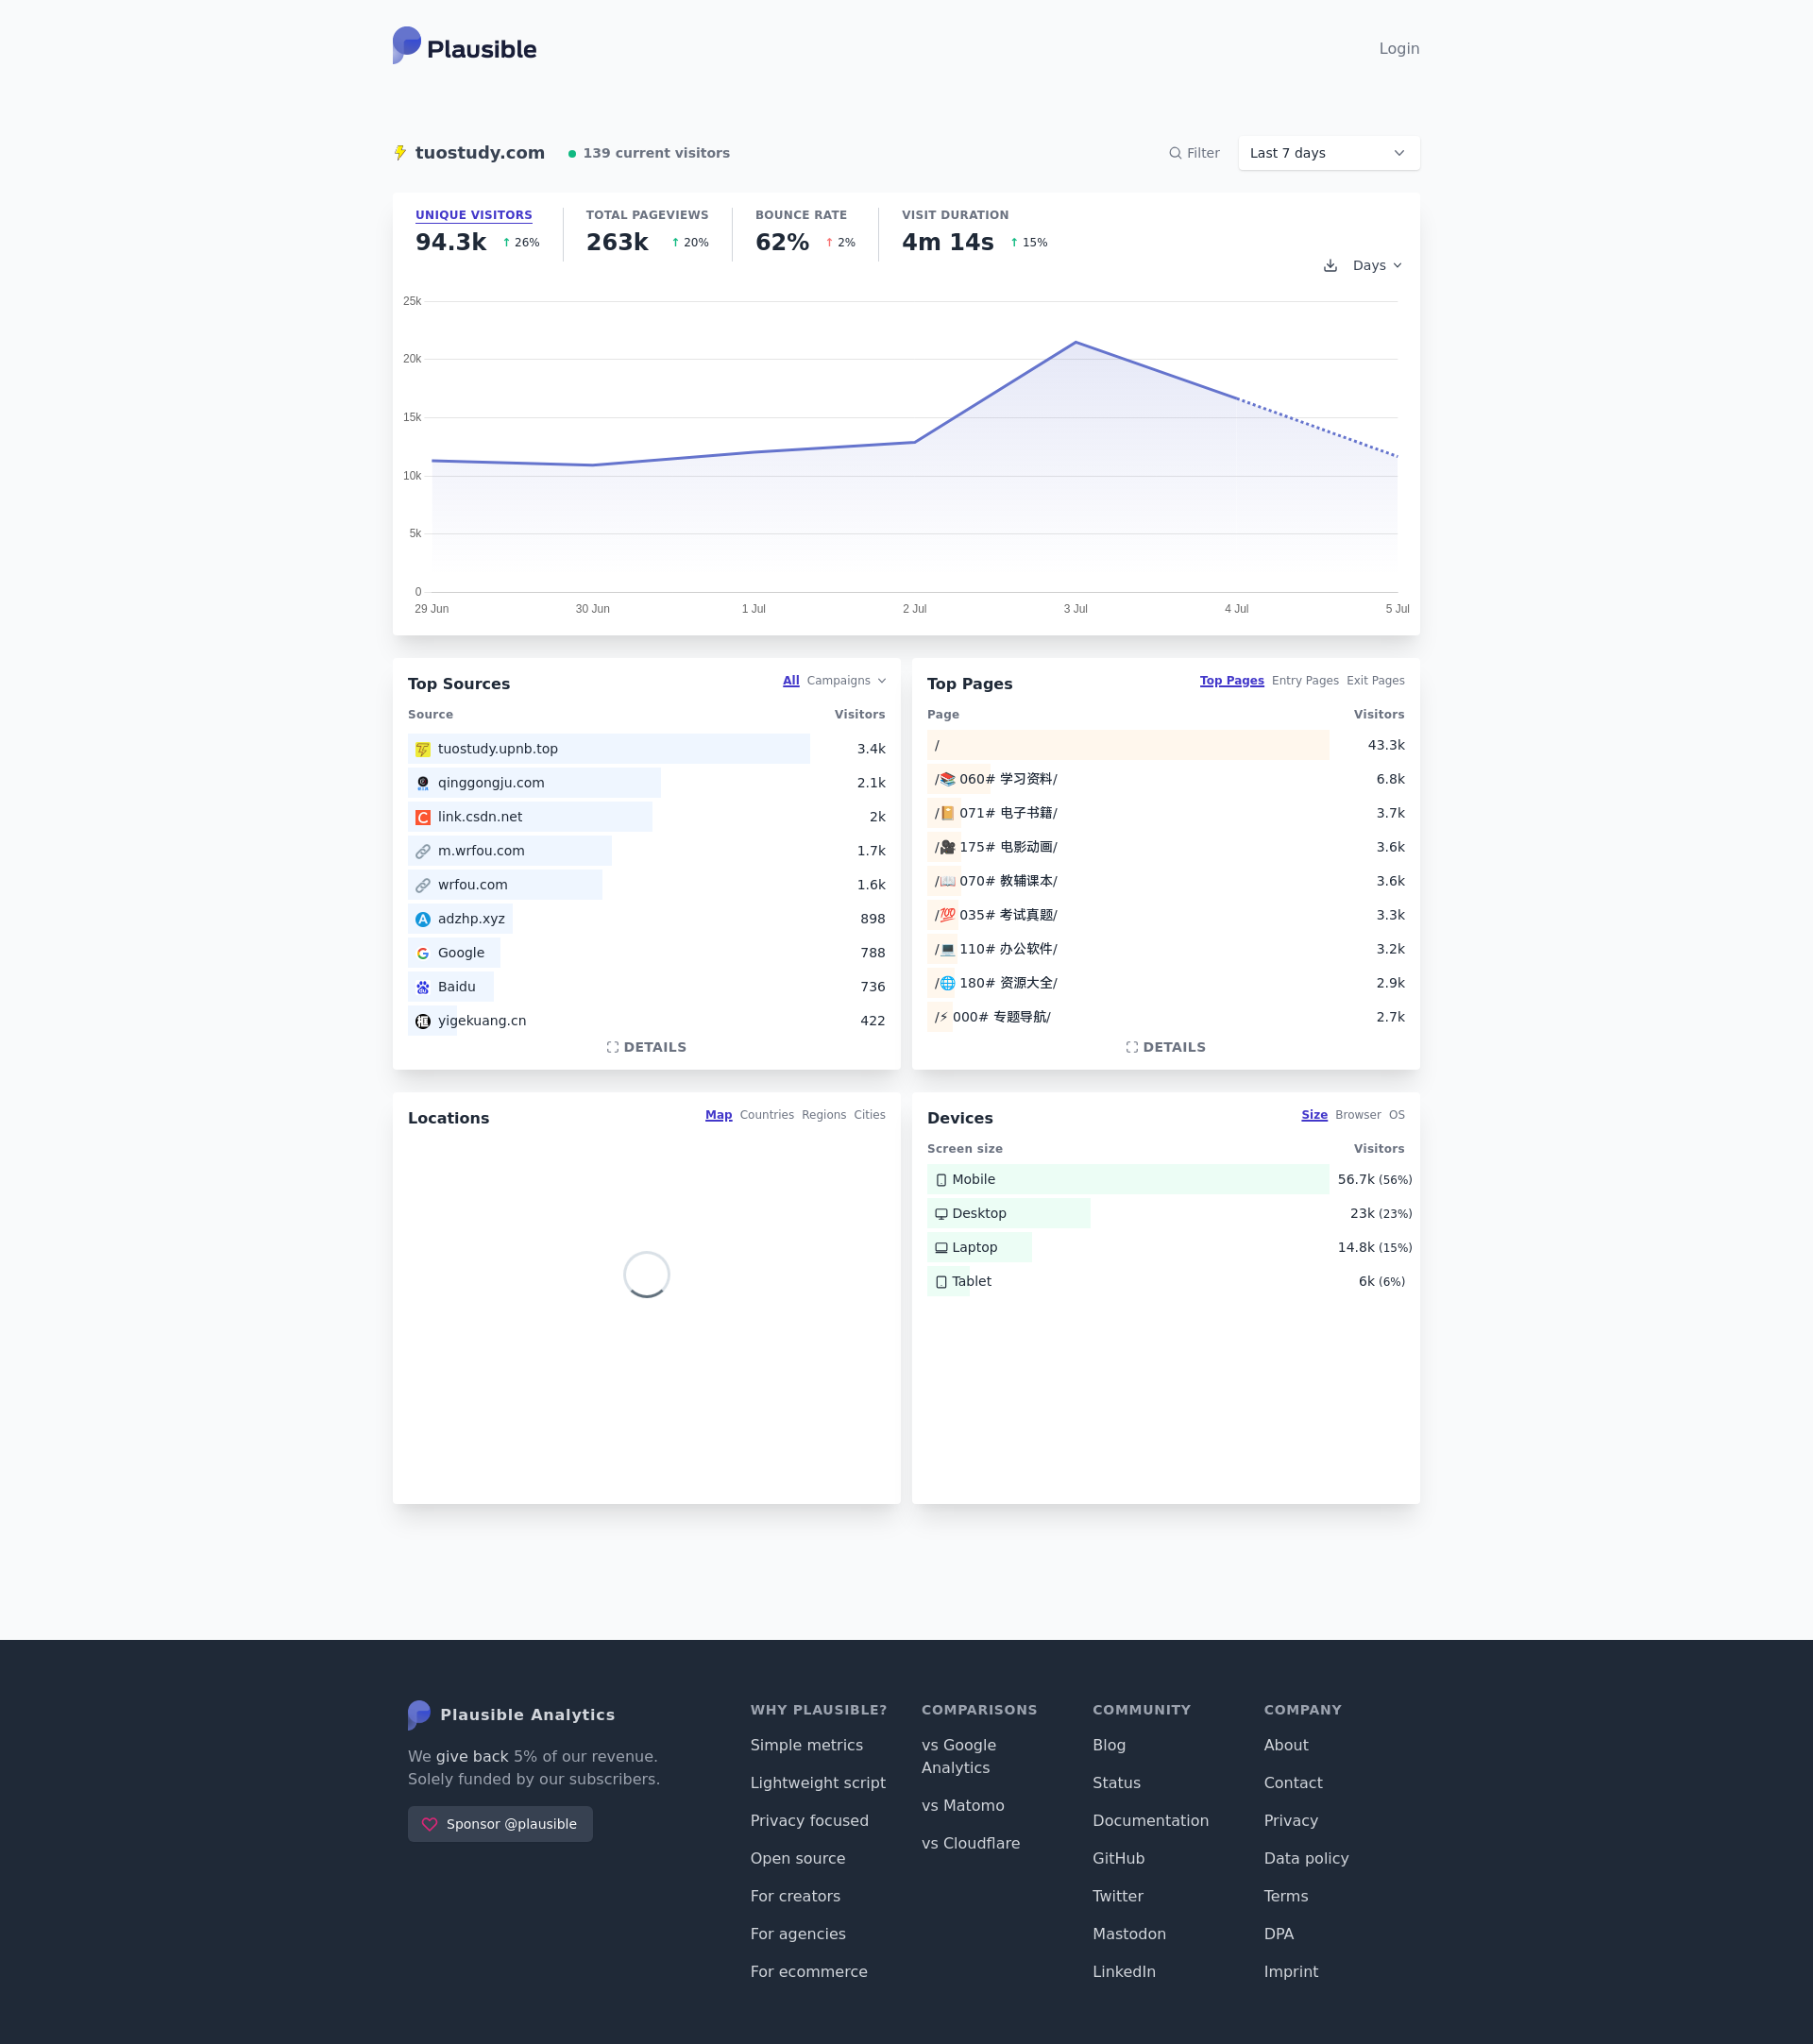 Plausible
Login
tuostudy.com
139 current visitors
Filter
Last 7 days
UNIQUE VISITORS
94.3k ↑ 26%
TOTAL PAGEVIEWS
263k ↑ 20%
BOUNCE RATE
62% ↑ 2%
VISIT DURATION
4m 14s ↑ 15%
Days
25k
20k
15k
10k
5k
0
29 Jun
30 Jun
1 Jul
2 Jul
3 Jul
4 Jul
5 Jul
Top Sources
All Campaigns
Source Visitors
tuostudy.upnb.top 3.4k
qinggongju.com 2.1k
link.csdn.net 2k
m.wrfou.com 1.7k
wrfou.com 1.6k
adzhp.xyz 898
Google 788
Baidu 736
yigekuang.cn 422
DETAILS
Top Pages
Top Pages Entry Pages Exit Pages
Page Visitors
/ 43.3k
/📚 060# 学习资料/ 6.8k
/📔 071# 电子书籍/ 3.7k
/🎥 175# 电影动画/ 3.6k
/📖 070# 教辅课本/ 3.6k
/💯 035# 考试真题/ 3.3k
/💻 110# 办公软件/ 3.2k
/🌐 180# 资源大全/ 2.9k
/⚡ 000# 专题导航/ 2.7k
DETAILS
Locations
Map Countries Regions Cities
Devices
Size Browser OS
Screen size Visitors
Mobile 56.7k (56%)
Desktop 23k (23%)
Laptop 14.8k (15%)
Tablet 6k (6%)
Plausible Analytics
We give back 5% of our revenue.
Solely funded by our subscribers.
Sponsor @plausible
WHY PLAUSIBLE?
Simple metrics
Lightweight script
Privacy focused
Open source
For creators
For agencies
For ecommerce
COMPARISONS
vs Google
Analytics
vs Matomo
vs Cloudflare
COMMUNITY
Blog
Status
Documentation
GitHub
Twitter
Mastodon
LinkedIn
COMPANY
About
Contact
Privacy
Data policy
Terms
DPA
Imprint